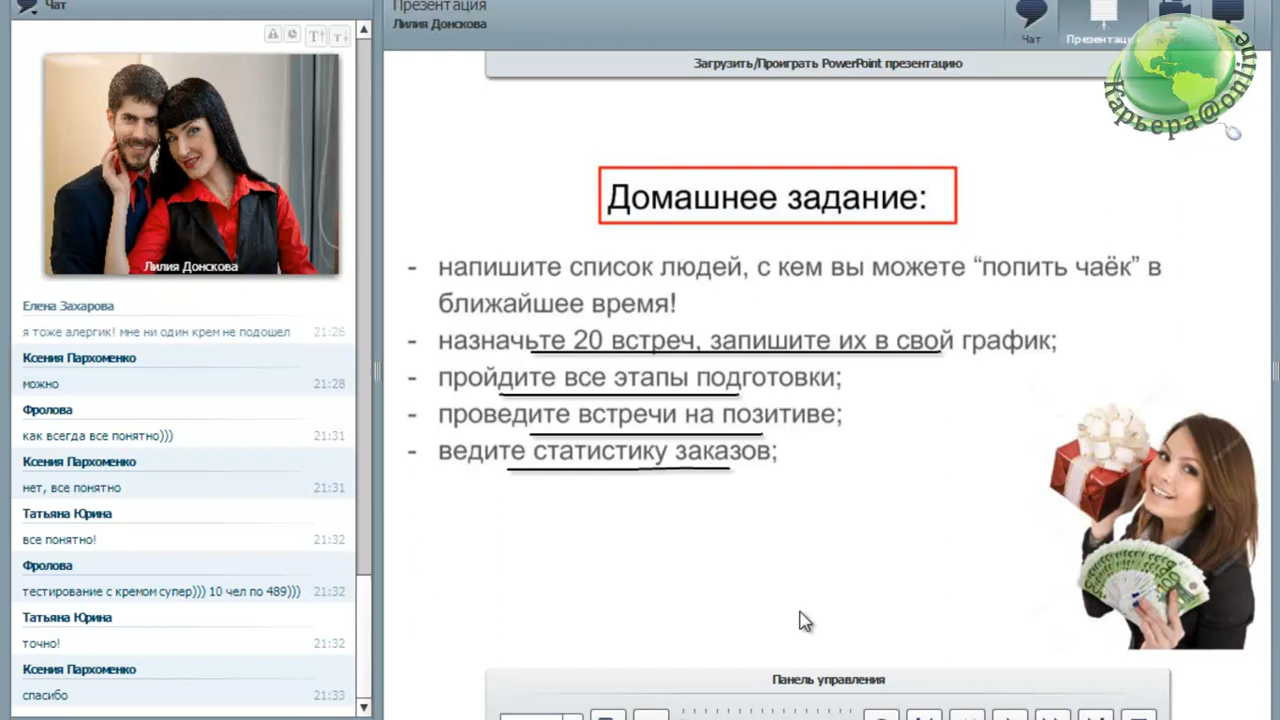 Чат
Лилия Донскова
Елена Захарова
я тоже алергик! мне ни один крем не подошел 21:26
Ксения Пархоменко
можно 21:28
Фролова
как всегда все понятно))) 21:31
Ксения Пархоменко
нет, все понятно 21:31
Татьяна Юрина
все понятно! 21:32
Фролова
тестирование с кремом супер))) 10 чел по 489))) 21:32
Татьяна Юрина
точно! 21:32
Ксения Пархоменко
спасибо 21:33
Презентация
Лилия Донскова
Чат
Презентаци
Карьера@online
Загрузить/Проиграть PowerPoint презентацию
Домашнее задание:
- напишите список людей, с кем вы можете “попить чаёк” в
ближайшее время!
- назначьте 20 встреч, запишите их в свой график;
- пройдите все этапы подготовки;
- проведите встречи на позитиве;
- ведите статистику заказов;
Панель управления